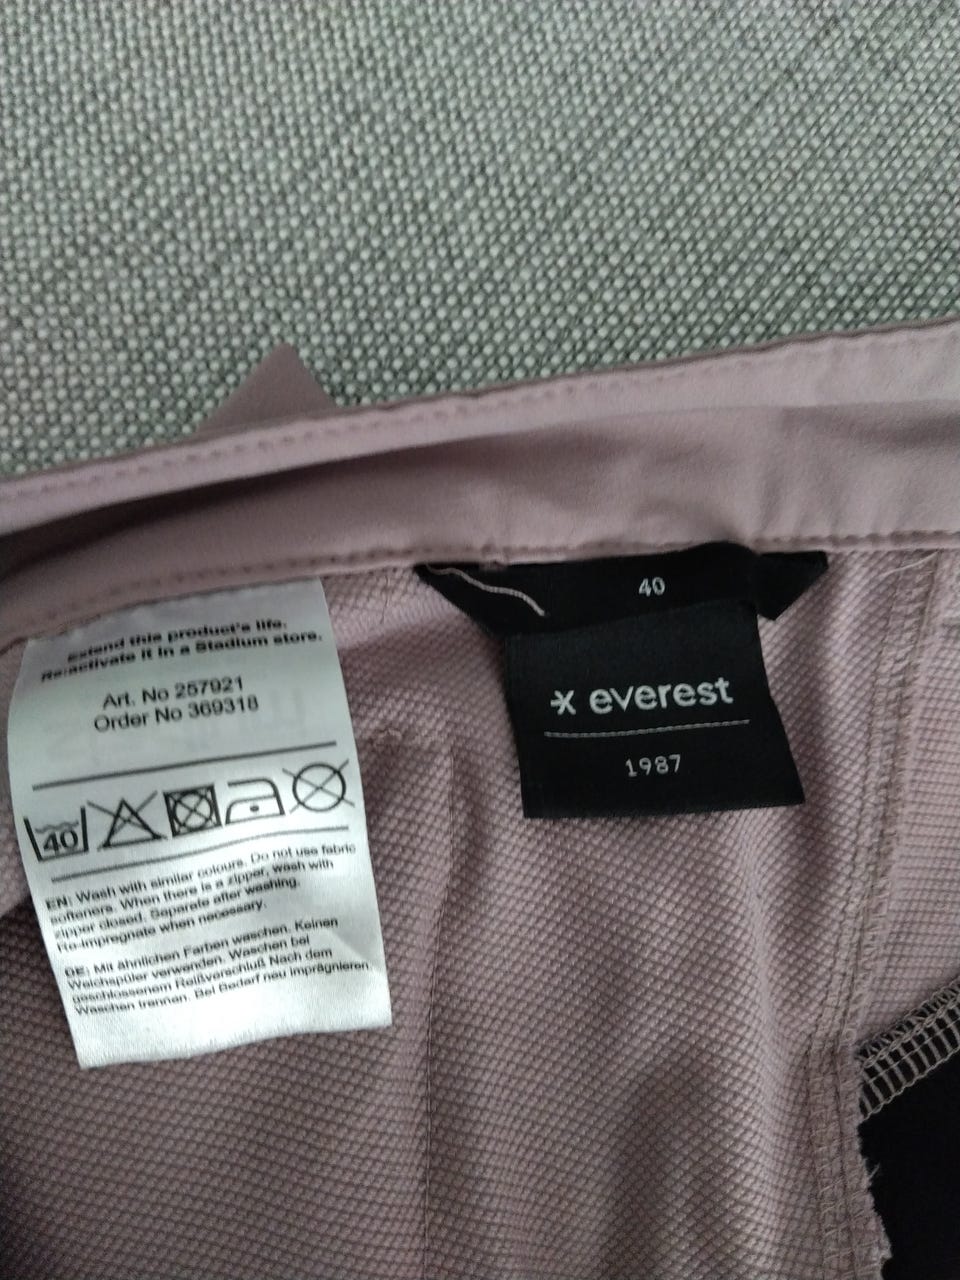 Extend this product's life.
Re:activate it in a Stadium store.
Art. No 257921
Order No 369318
40
EN: Wash with similar colours. Do not use fabric
softeners. When there is a zipper, wash with
zipper closed. Separate after washing.
Re-impregnate when necessary.
DE: Mit ähnlichen Farben waschen. Keinen
Weichspüler verwenden. Waschen bei
geschlossenem Reißverschluß Nach dem
Waschen trennen. Bei Bedarf neu imprägnieren
40
everest
1987